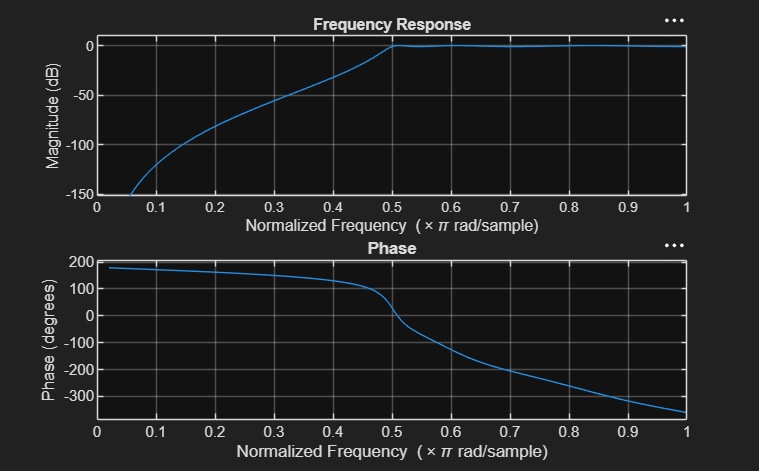 Frequency Response
0
-50
-100
-150
Magnitude (dB)
0 0.1 0.2 0.3 0.4 0.5 0.6 0.7 0.8 0.9 1
Normalized Frequency (× π rad/sample)
Phase
200
100
0
-100
-200
-300
Phase (degrees)
0 0.1 0.2 0.3 0.4 0.5 0.6 0.7 0.8 0.9 1
Normalized Frequency (× π rad/sample)